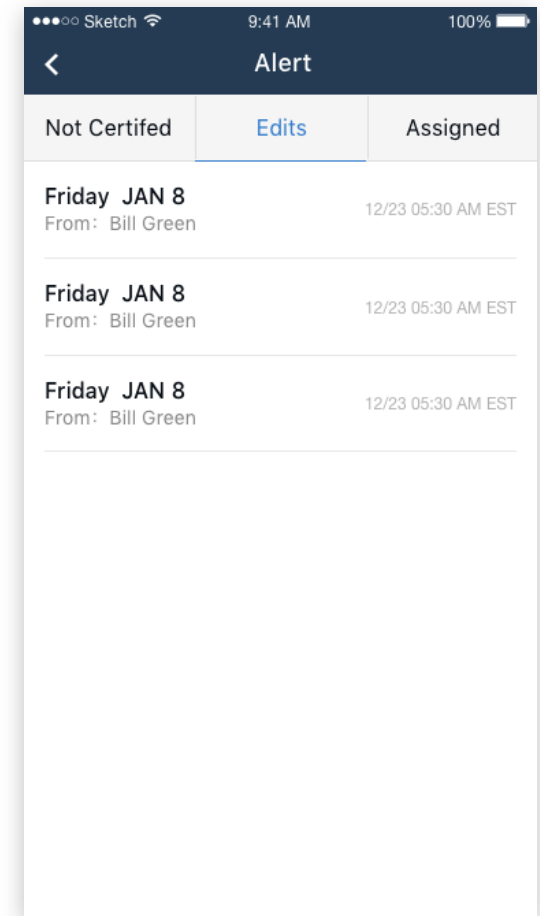 Sketch 9:41 AM 100%
Alert
Not Certifed Edits Assigned
Friday JAN 8
From: Bill Green 12/23 05:30 AM EST
Friday JAN 8
From: Bill Green 12/23 05:30 AM EST
Friday JAN 8
From: Bill Green 12/23 05:30 AM EST